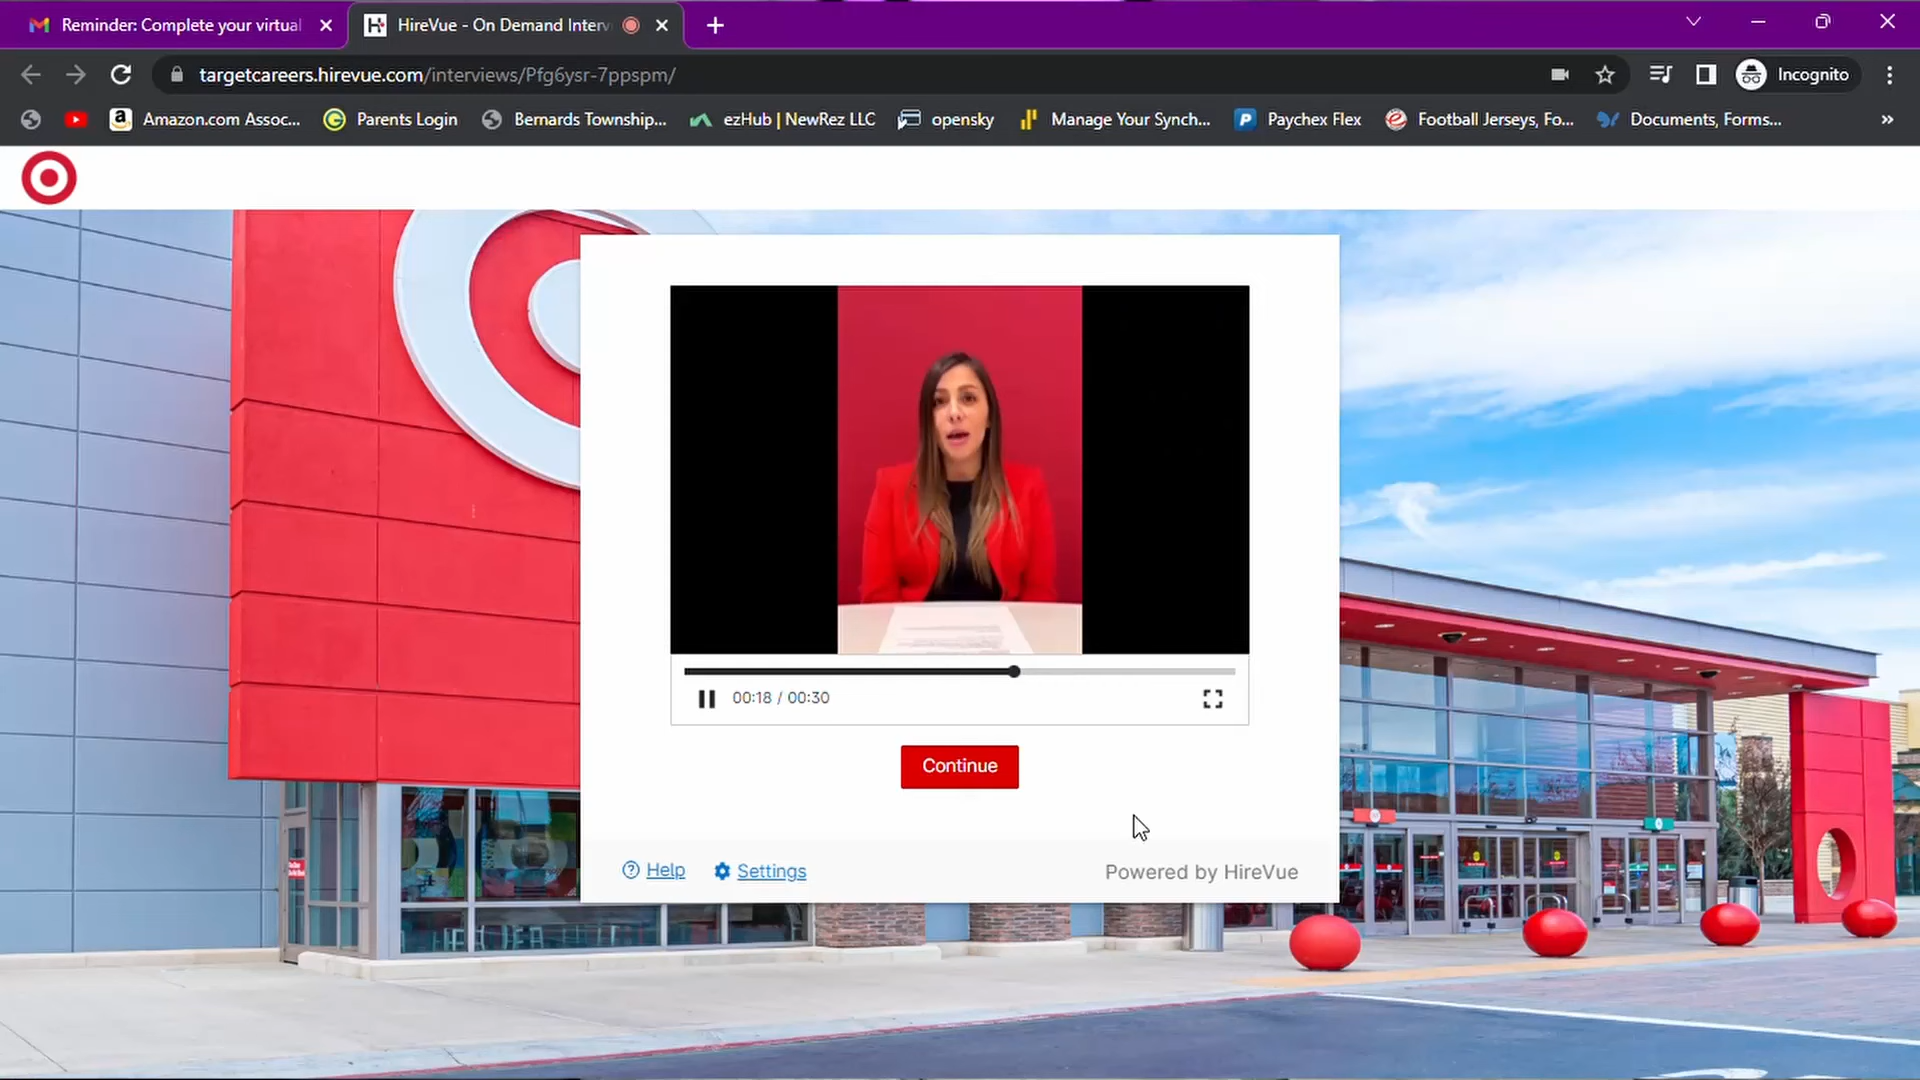 Reminder: Complete your virtual
HireVue - On Demand Interv
targetcareers.hirevue.com/interviews/Pfg6ysr-7ppspm/
Incognito
Amazon.com Assoc...
Parents Login
Bernards Township...
ezHub | NewRez LLC
opensky
Manage Your Synch...
Paychex Flex
Football Jerseys, Fo...
Documents, Forms...
00:18 / 00:30
Continue
Help
Settings
Powered by HireVue